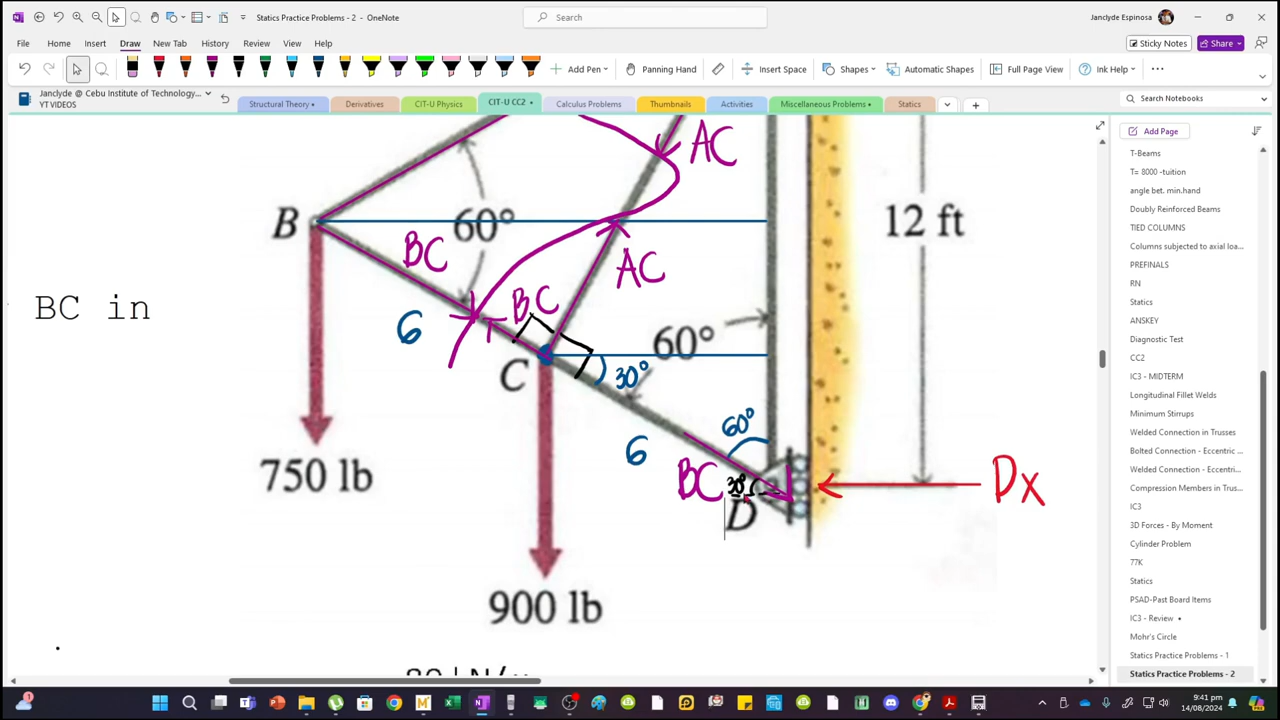 Statics Practice Problems - 2 - OneNote
Search
Janclyde Espinosa
File Home Insert Draw New Tab History Review View Help
Sticky Notes Share
Add Pen Panning Hand Insert Space Shapes Automatic Shapes Full Page View Ink Help
Janclyde @ Cebu Institute of Technology...
YT VIDEOS
Structural Theory Derivatives CIT-U Physics CIT-U CC2 Calculus Problems Thumbnails Activities Miscellaneous Problems Statics
Search Notebooks
Add Page
T-Beams
T= 8000 -tuition
angle bet. min.hand
Doubly Reinforced Beams
TIED COLUMNS
Columns subjected to axial loa...
PREFINALS
RN
Statics
ANSKEY
Diagnostic Test
CC2
IC3 - MIDTERM
Longitudinal Fillet Welds
Minimum Stirrups
Welded Connection in Trusses
Bolted Connection - Eccentric ...
Welded Connection - Eccentri...
Compression Members in Trus...
IC3
3D Forces - By Moment
Cylinder Problem
77K
Statics
PSAD-Past Board Items
IC3 - Review
Mohr's Circle
Statics Practice Problems - 1
Statics Practice Problems - 2
AC
B
60°
12 ft
BC
AC
BC in
BC
6
60°
C
30°
60°
6
750 lb
BC
30°
D
Dx
900 lb
9:41 pm
14/08/2024